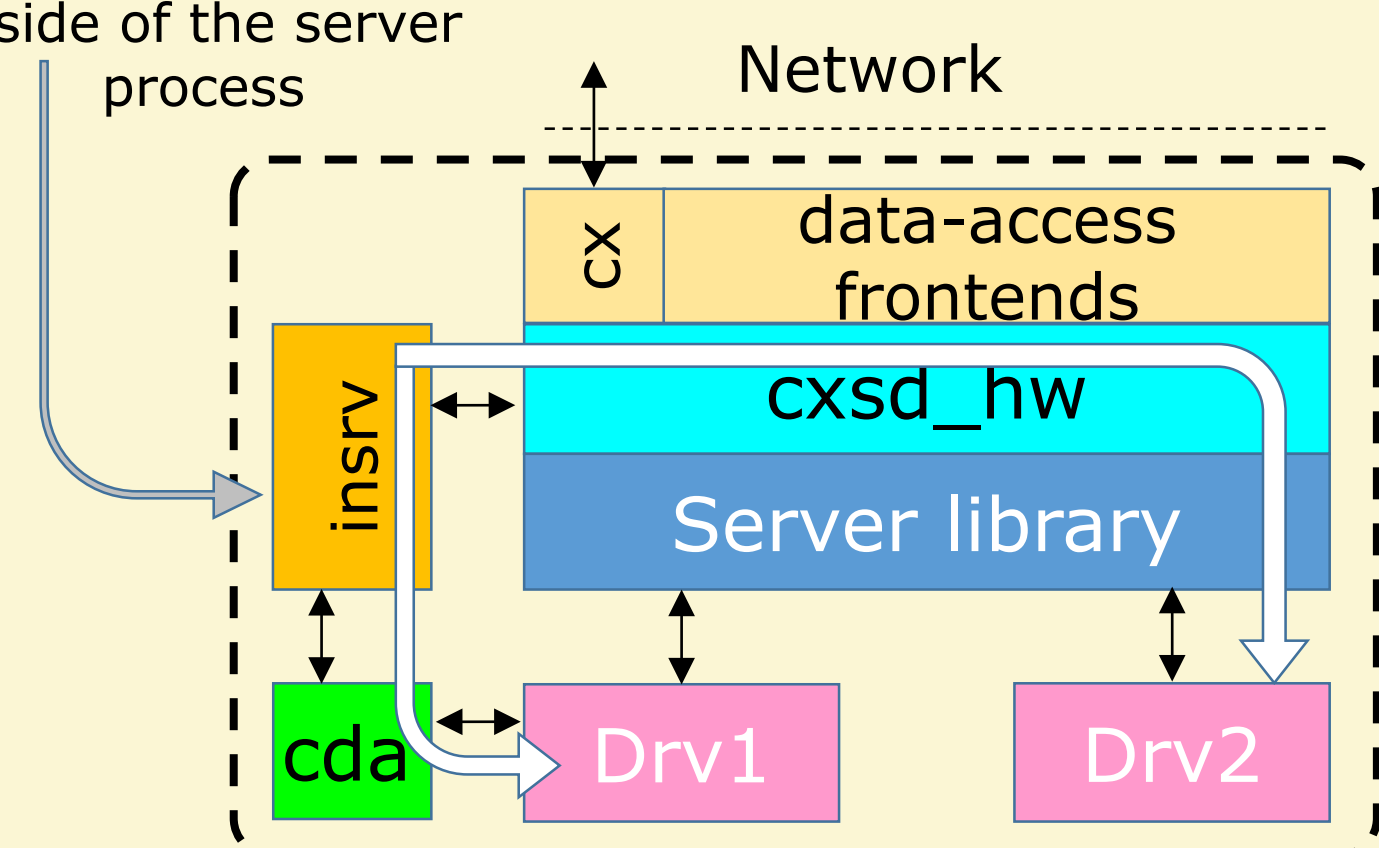 side of the server
process
Network
cx
data-access
frontends
insrv
cxsd_hw
Server library
cda
Drv1
Drv2